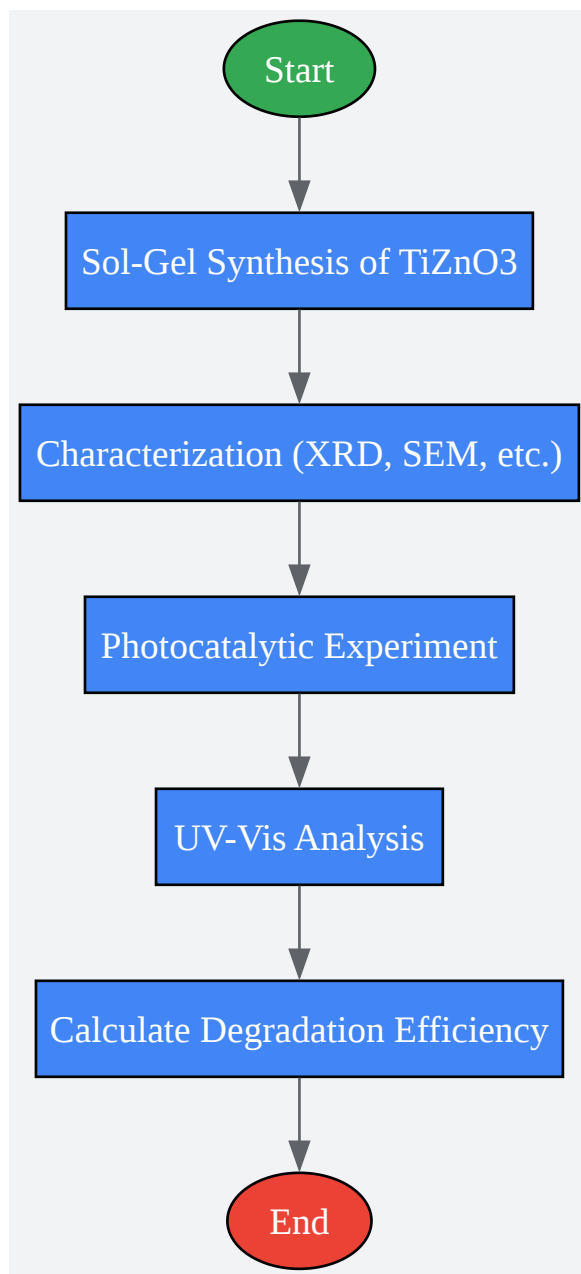 Start
Sol-Gel Synthesis of TiZnO3
Characterization (XRD, SEM, etc.)
Photocatalytic Experiment
UV-Vis Analysis
Calculate Degradation Efficiency
End